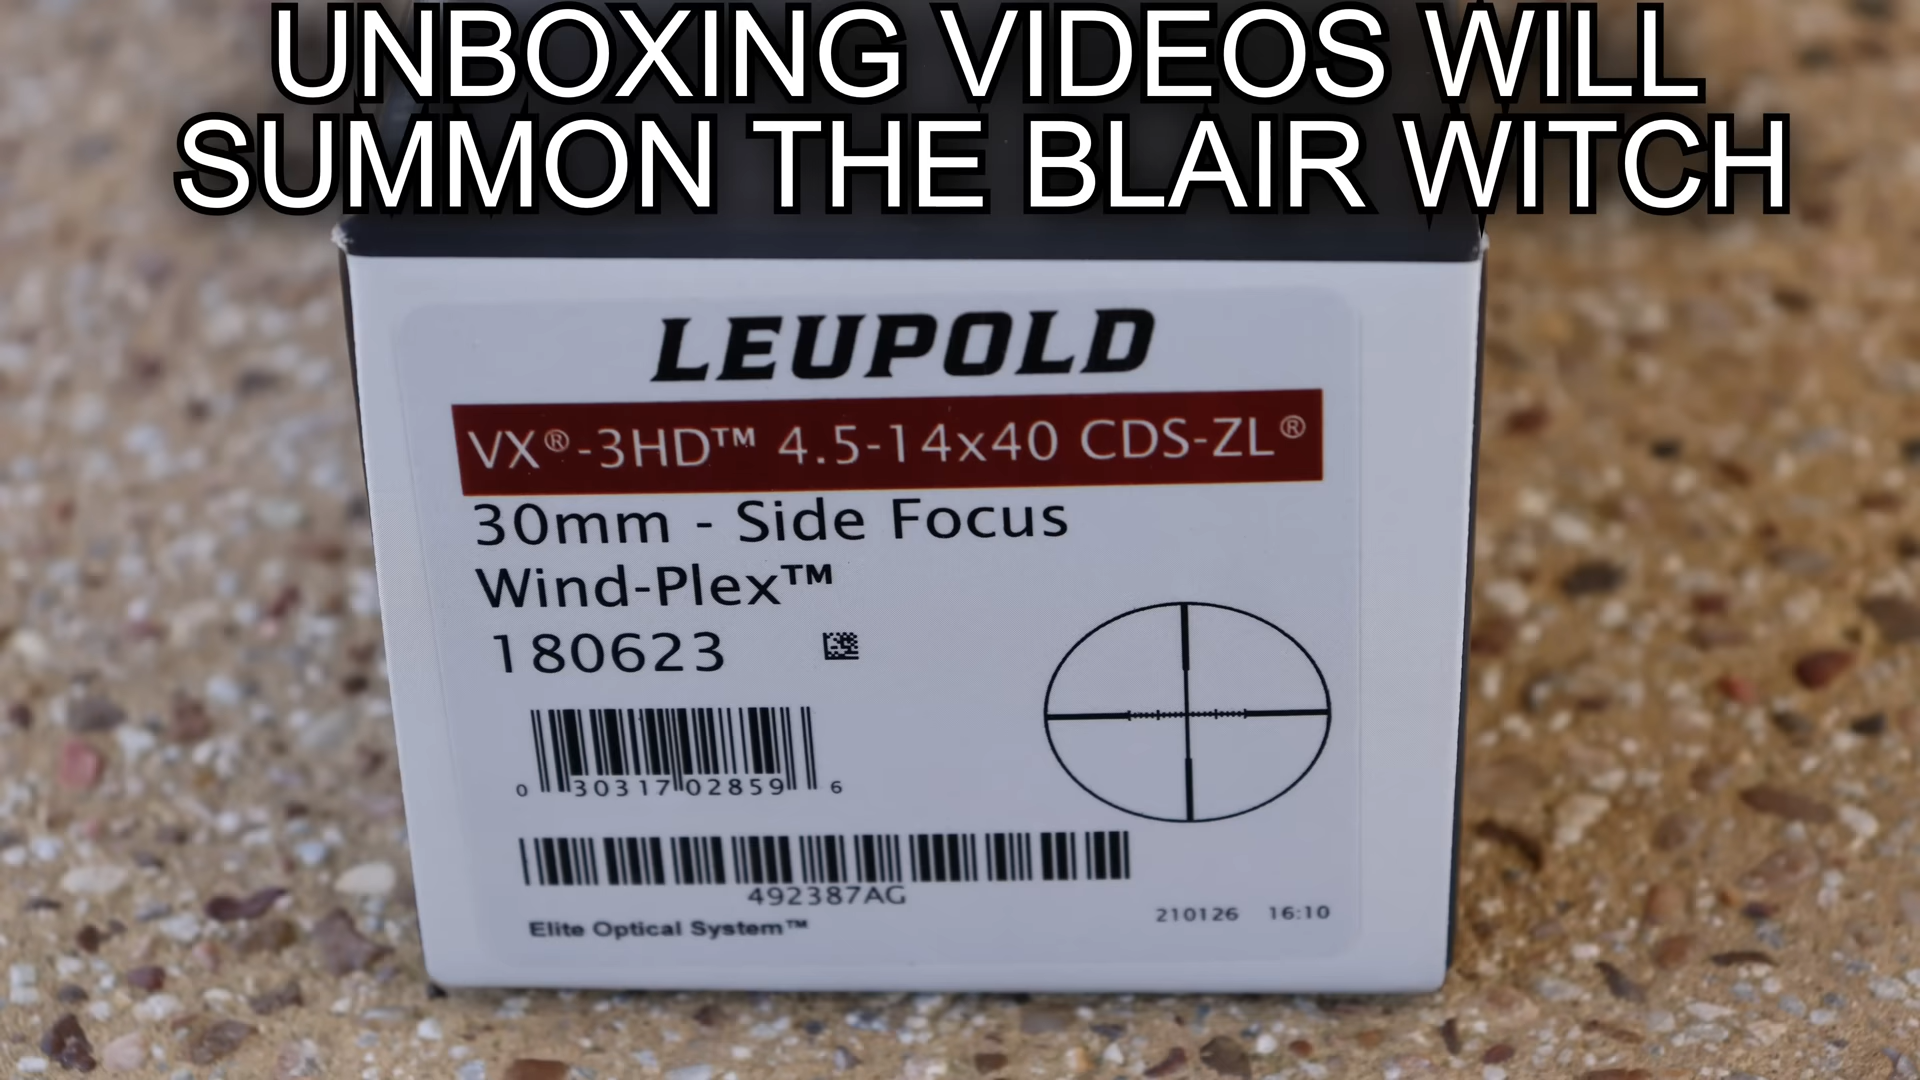 UNBOXING VIDEOS WILL
SUMMON THE BLAIR WITCH
LEUPOLD
VX®-3HD™ 4.5-14x40 CDS-ZL®
30mm - Side Focus
Wind-Plex™
180623
0 30317 02859 6
492387AG
Elite Optical System™
210126 16:10